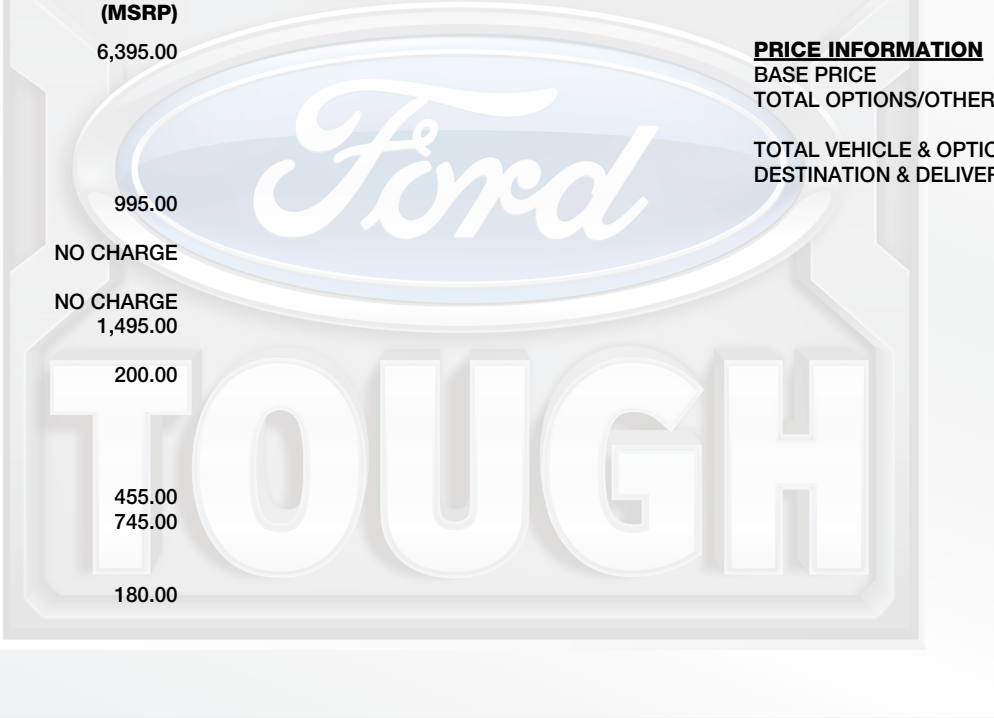 (MSRP)
6,395.00
995.00
NO CHARGE
NO CHARGE
1,495.00
200.00
455.00
745.00
180.00
PRICE INFORMATION
BASE PRICE
TOTAL OPTIONS/OTHER
TOTAL VEHICLE & OPTIO
DESTINATION & DELIVER
Ford
TOUGH